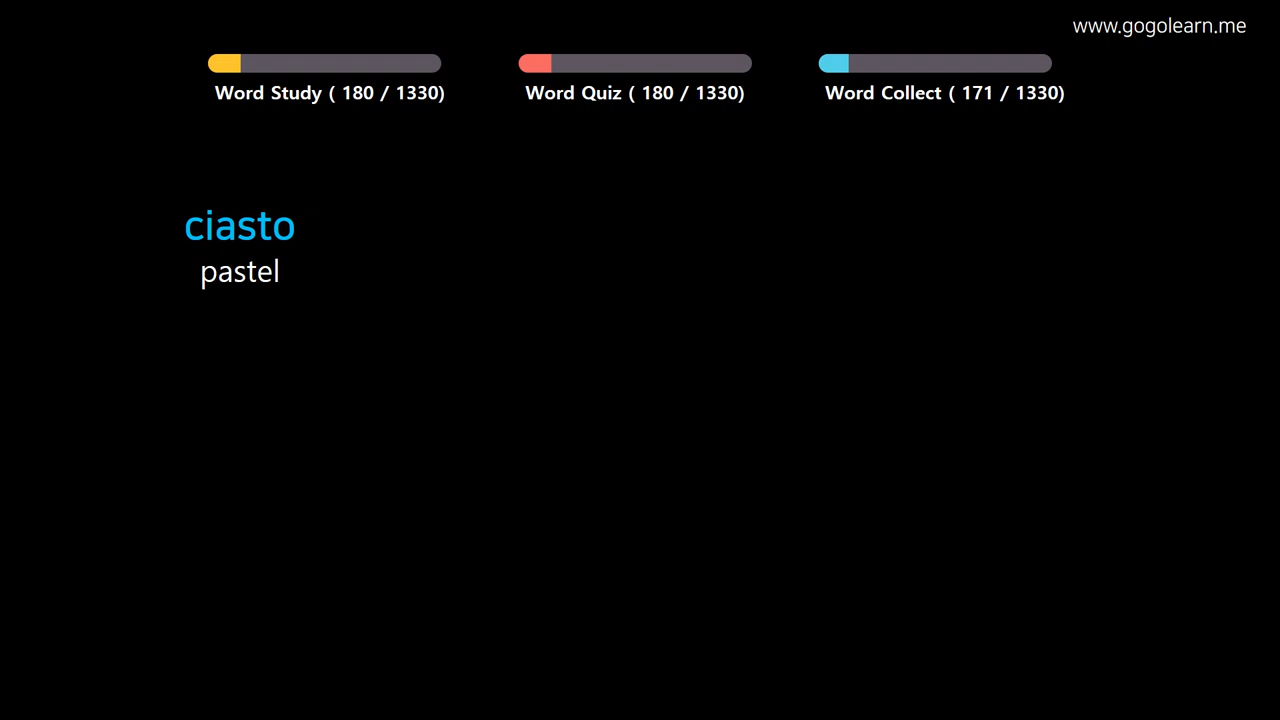 www.gogolearn.me
Word Study ( 180 / 1330)
Word Quiz ( 180 / 1330)
Word Collect ( 171 / 1330)
ciasto
pastel